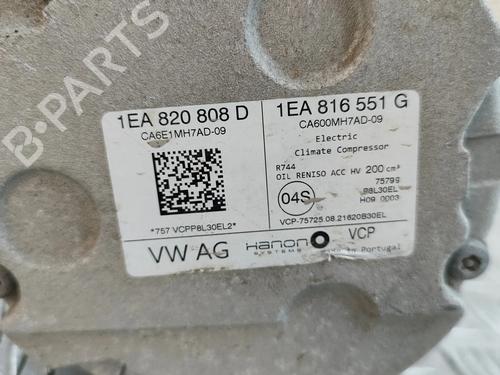 B-PARTS
1EA 820 808 D
CA6E1MH7AD-09
*757 VCPP8L30EL2*
VW AG
1EA 816 551 G
CA600MH7AD-09
Electric
Climate Compressor
R744
OIL RENISO ACC HV 200 cm³
75799
P8L30EL
04S
H09 0003
VCP-75725.08.21620B30EL
Hanon
SYSTEMS
VCP
Made in Portugal